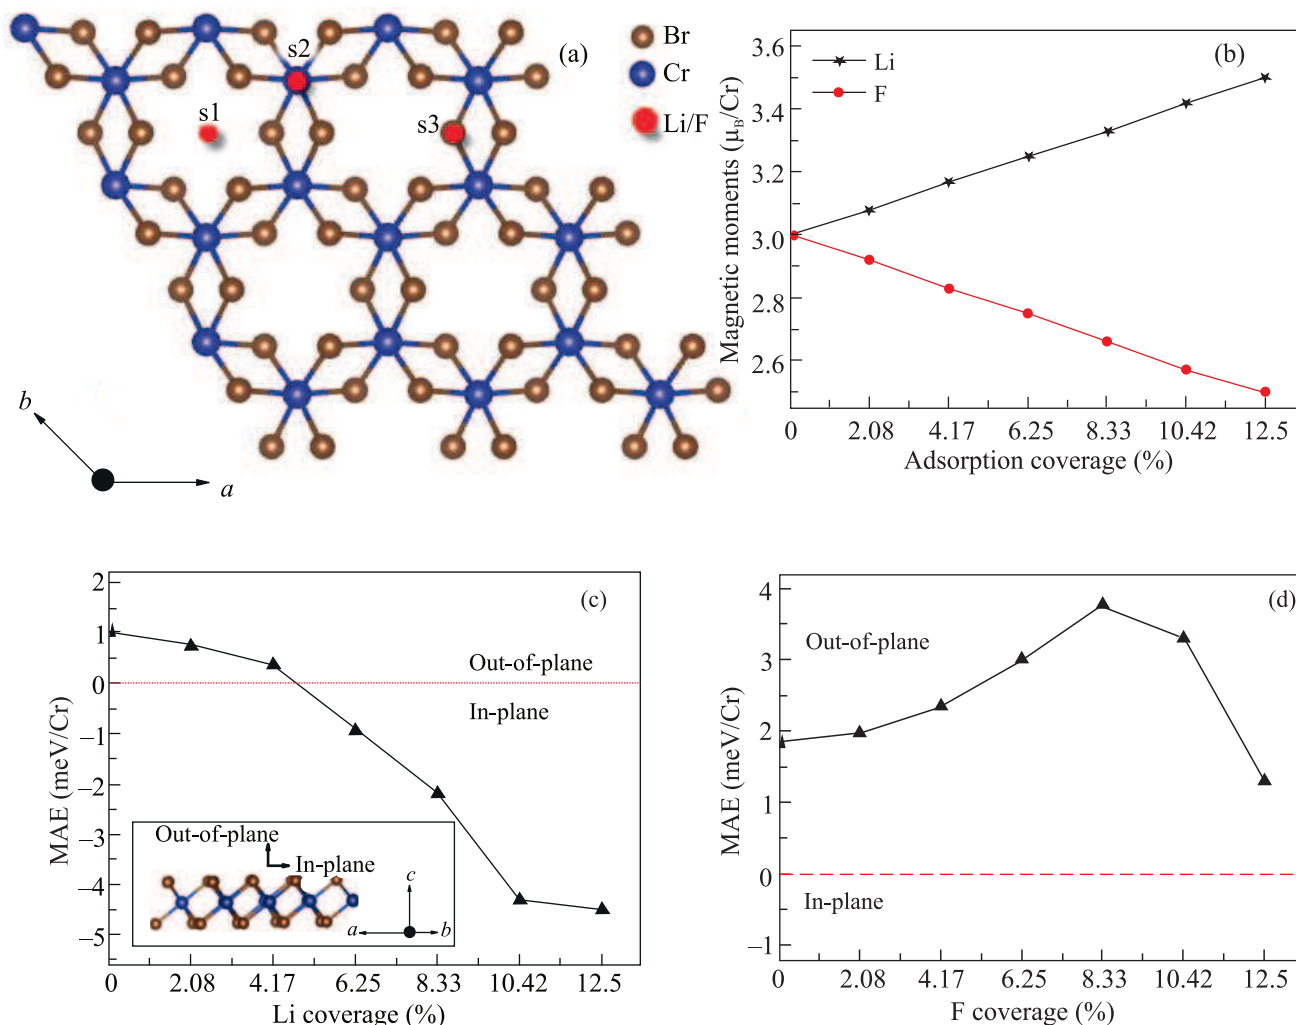 Br
Cr
Li/F
(a)
s1
s2
s3
b
a
(b)
Li
F
Magnetic moments (μB/Cr)
3.6
3.4
3.2
3.0
2.8
2.6
0 2.08 4.17 6.25 8.33 10.42 12.5
Adsorption coverage (%)
(c)
MAE (meV/Cr)
2
1
0
−1
−2
−3
−4
−5
Out-of-plane
In-plane
Out-of-plane
In-plane
c
a b
0 2.08 4.17 6.25 8.33 10.42 12.5
Li coverage (%)
(d)
MAE (meV/Cr)
4
3
2
1
0
−1
Out-of-plane
In-plane
0 2.08 4.17 6.25 8.33 10.42 12.5
F coverage (%)